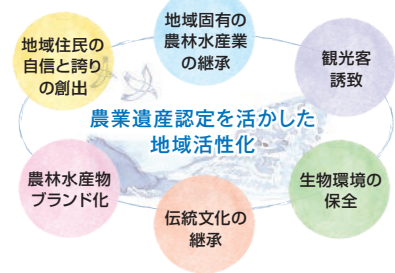 地域固有の
農林水産業
の継承
地域住民の
自信と誇り
の創出
観光客
誘致
農業遺産認定を活かした
地域活性化
農林水産物
ブランド化
生物環境の
保全
伝統文化の
継承